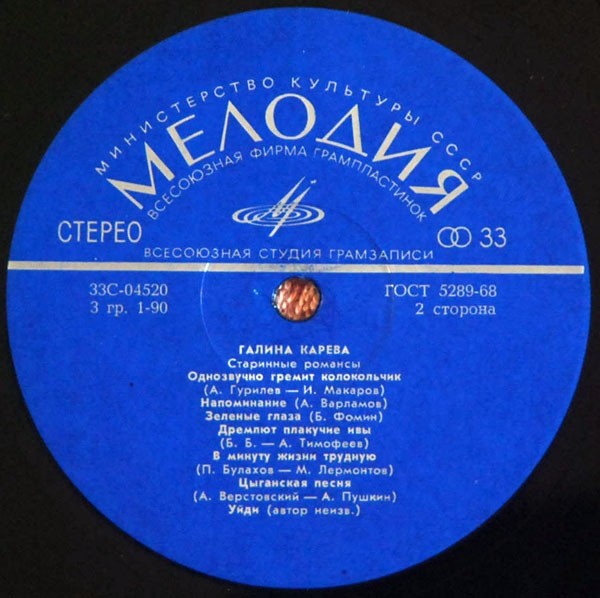 МИНИСТЕРСТВО КУЛЬТУРЫ СССР
МЕЛОДИЯ
ВСЕСОЮЗНАЯ ФИРМА ГРАМПЛАСТИНОК
СТЕРЕО 33
ВСЕСОЮЗНАЯ СТУДИЯ ГРАМЗАПИСИ
33С-04520 ГОСТ 5289-68
3 гр. 1-90 2 сторона
ГАЛИНА КАРЕВА
Старинные романсы
Однозвучно гремит колокольчик
(А. Гурилев — И. Макаров)
Напоминание (А. Варламов)
Зеленые глаза (Б. Фомин)
Дремлют плакучие ивы
(Б. Б. — А. Тимофеев)
В минуту жизни трудную
(П. Булахов — М. Лермонтов)
Цыганская песня
(А. Верстовский — А. Пушкин)
Уйди (автор неизв.)